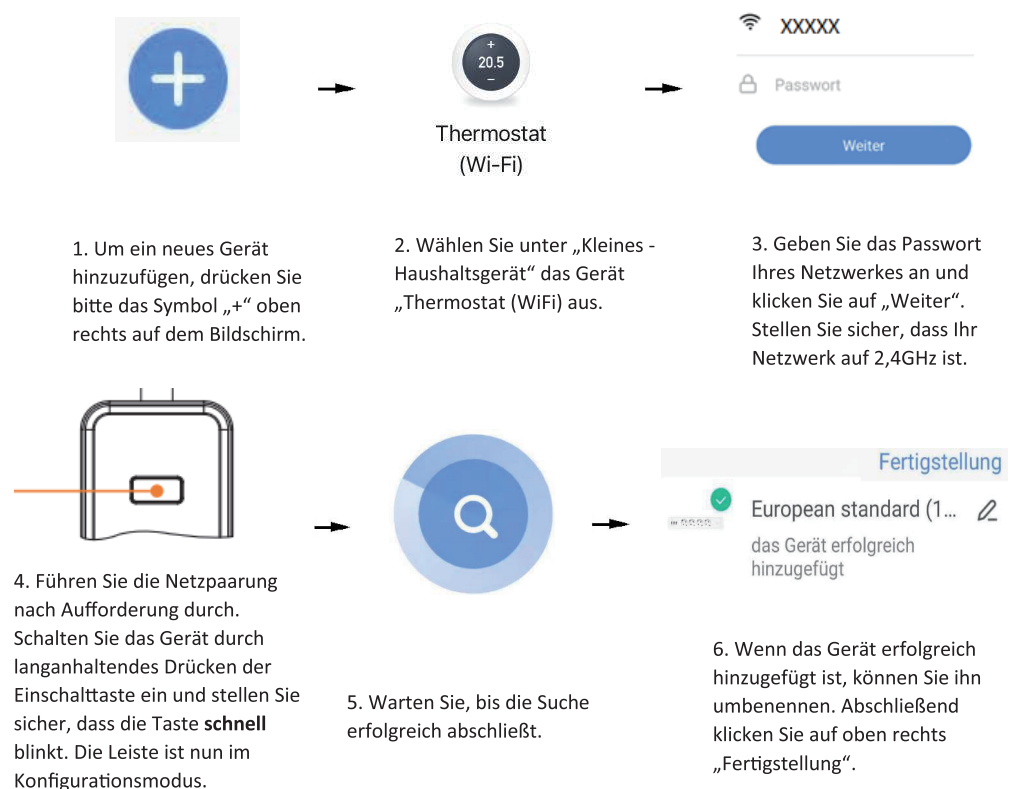 +
20.5
−
Thermostat
(Wi-Fi)
XXXXX
Passwort
Weiter
1. Um ein neues Gerät
hinzuzufügen, drücken Sie
bitte das Symbol „+“ oben
rechts auf dem Bildschirm.
2. Wählen Sie unter „Kleines -
Haushaltsgerät“ das Gerät
„Thermostat (WiFi) aus.
3. Geben Sie das Passwort
Ihres Netzwerkes an und
klicken Sie auf „Weiter“.
Stellen Sie sicher, dass Ihr
Netzwerk auf 2,4GHz ist.
4. Führen Sie die Netzpaarung
nach Aufforderung durch.
Schalten Sie das Gerät durch
langanhaltendes Drücken der
Einschalttaste ein und stellen Sie
sicher, dass die Taste schnell
blinkt. Die Leiste ist nun im
Konfigurationsmodus.
5. Warten Sie, bis die Suche
erfolgreich abschließt.
Fertigstellung
European standard (1...
das Gerät erfolgreich
hinzugefügt
6. Wenn das Gerät erfolgreich
hinzugefügt ist, können Sie ihn
umbenennen. Abschließend
klicken Sie auf oben rechts
„Fertigstellung“.